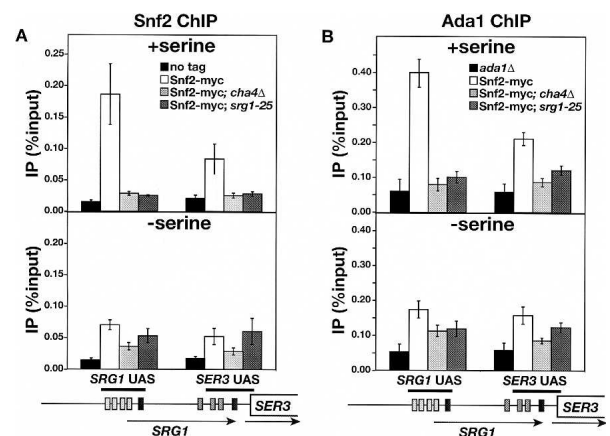 Snf2 ChIP
A
+serine
no tag
Snf2-myc
Snf2-myc; cha4Δ
Snf2-myc; srg1-25
IP (%input)
0.25
0.20
0.15
0.10
0.05
0.00
-serine
IP (%input)
0.20
0.15
0.10
0.05
0.00
SRG1 UAS
SER3 UAS
SER3
SRG1
Ada1 ChIP
B
+serine
ada1Δ
Snf2-myc
Snf2-myc; cha4Δ
Snf2-myc; srg1-25
IP (%input)
0.40
0.30
0.20
0.10
0.00
-serine
IP (%input)
0.40
0.30
0.20
0.10
0.00
SRG1 UAS
SER3 UAS
SER3
SRG1